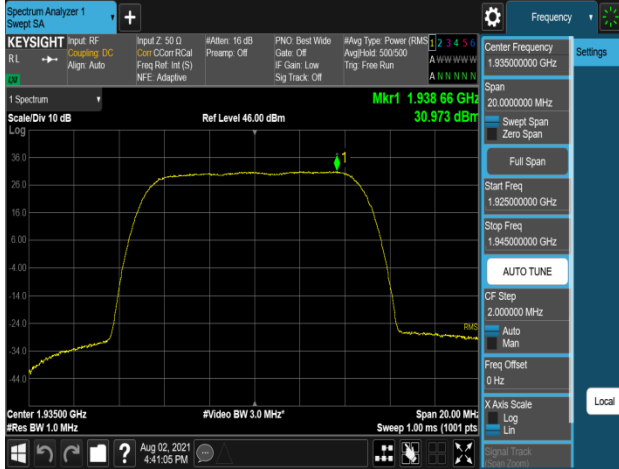 Spectrum Analyzer 1
Swept SA
Frequency
KEYSIGHT
RL
LXI
Input: RF
Coupling: DC
Align: Auto
Input Z: 50 Ω
Corr CCorr RCal
Freq Ref: Int (S)
NFE: Adaptive
#Atten: 16 dB
Preamp: Off
PNO: Best Wide
Gate: Off
IF Gain: Low
Sig Track: Off
#Avg Type: Power (RMS
Avg|Hold: 500/500
Trig: Free Run
1 2 3 4 5 6
A W W W W W
A N N N N N
1 Spectrum
Scale/Div 10 dB
Ref Level 46.00 dBm
Mkr1 1.938 66 GHz
30.973 dBm
Log
36.0
26.0
16.0
6.00
-4.00
-14.0
-24.0
-34.0
-44.0
1
RMS
Center 1.93500 GHz
#Video BW 3.0 MHz*
Span 20.00 MHz
#Res BW 1.0 MHz
Sweep 1.00 ms (1001 pts
Aug 02, 2021
4:41:05 PM
?
Center Frequency
1.935000000 GHz
Settings
Span
20.0000000 MHz
Swept Span
Zero Span
Full Span
Start Freq
1.925000000 GHz
Stop Freq
1.945000000 GHz
AUTO TUNE
CF Step
2.000000 MHz
Auto
Man
Freq Offset
0 Hz
X Axis Scale
Log
Lin
Local
Signal Track
(Span Zoom)